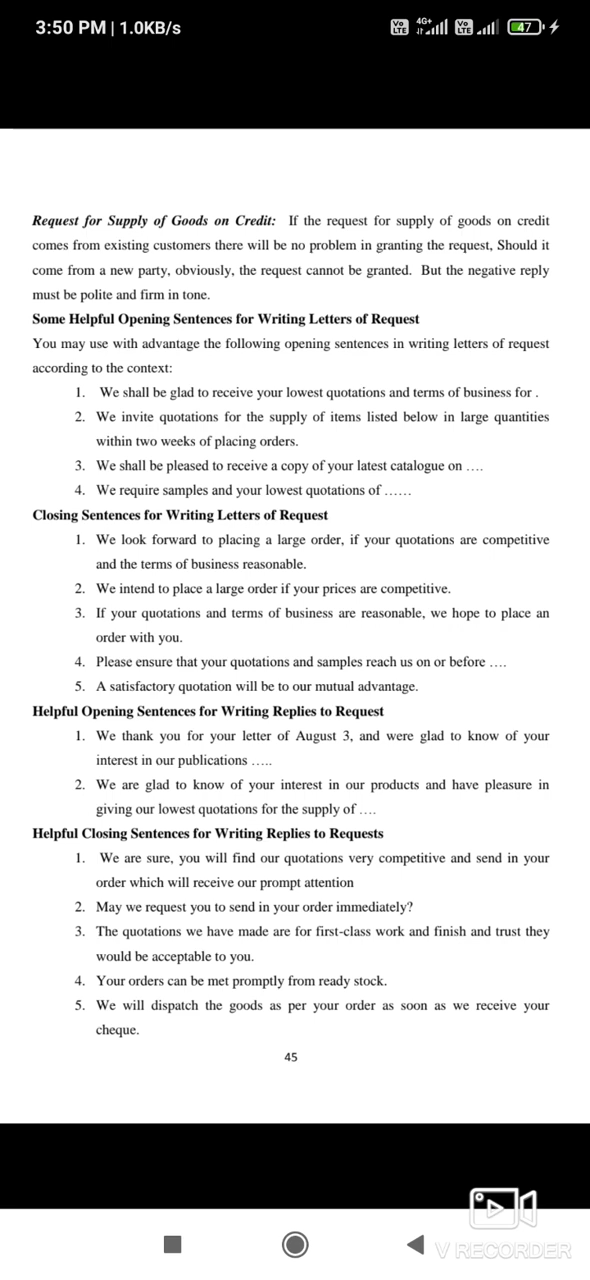 3:50 PM | 1.0KB/s
Vo LTE 4G+ Vo LTE 47
Request for Supply of Goods on Credit: If the request for supply of goods on credit
comes from existing customers there will be no problem in granting the request, Should it
come from a new party, obviously, the request cannot be granted. But the negative reply
must be polite and firm in tone.
Some Helpful Opening Sentences for Writing Letters of Request
You may use with advantage the following opening sentences in writing letters of request
according to the context:
1. We shall be glad to receive your lowest quotations and terms of business for .
2. We invite quotations for the supply of items listed below in large quantities
within two weeks of placing orders.
3. We shall be pleased to receive a copy of your latest catalogue on ….
4. We require samples and your lowest quotations of ……
Closing Sentences for Writing Letters of Request
1. We look forward to placing a large order, if your quotations are competitive
and the terms of business reasonable.
2. We intend to place a large order if your prices are competitive.
3. If your quotations and terms of business are reasonable, we hope to place an
order with you.
4. Please ensure that your quotations and samples reach us on or before ….
5. A satisfactory quotation will be to our mutual advantage.
Helpful Opening Sentences for Writing Replies to Request
1. We thank you for your letter of August 3, and were glad to know of your
interest in our publications …..
2. We are glad to know of your interest in our products and have pleasure in
giving our lowest quotations for the supply of ….
Helpful Closing Sentences for Writing Replies to Requests
1. We are sure, you will find our quotations very competitive and send in your
order which will receive our prompt attention
2. May we request you to send in your order immediately?
3. The quotations we have made are for first-class work and finish and trust they
would be acceptable to you.
4. Your orders can be met promptly from ready stock.
5. We will dispatch the goods as per your order as soon as we receive your
cheque.
45
V RECORDER